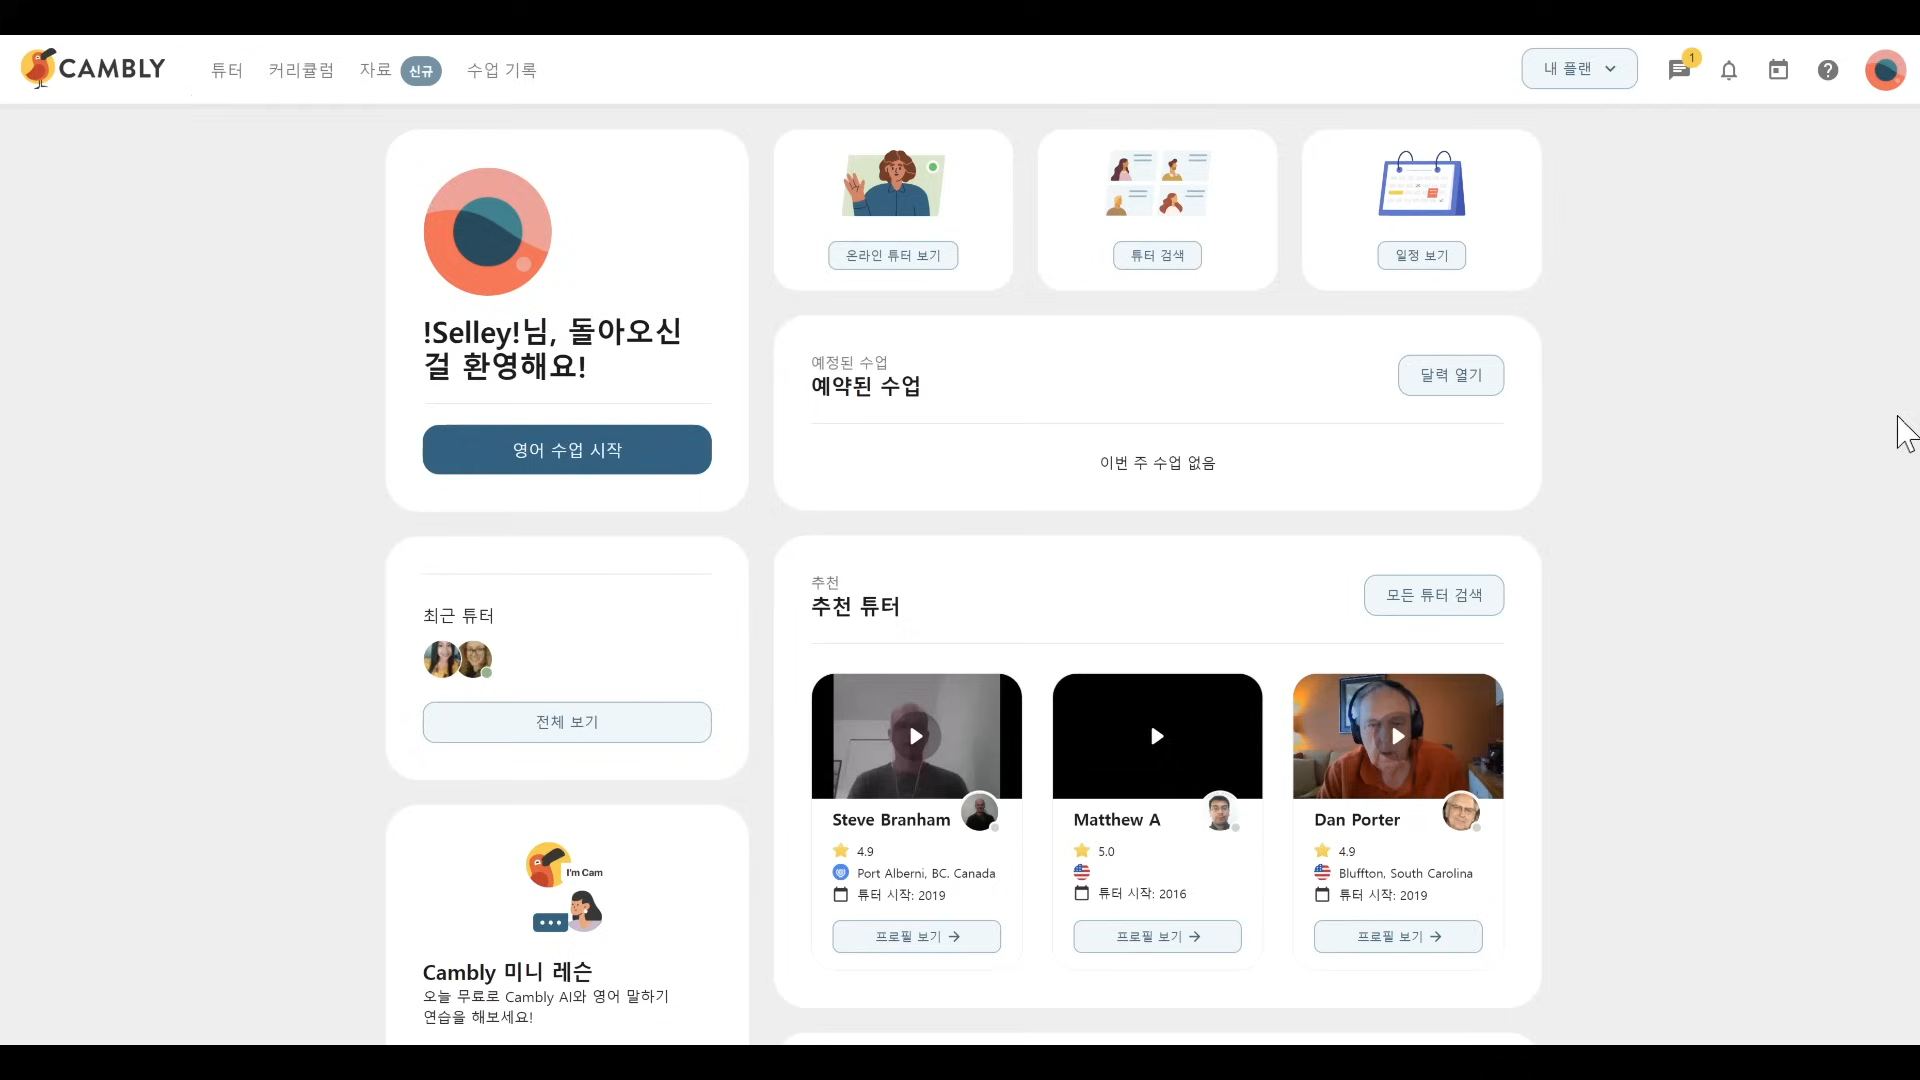 CAMBLY
튜터
커리큘럼
자료
신규
수업 기록
내 플랜
1
!Selley!님, 돌아오신
걸 환영해요!
영어 수업 시작
온라인 튜터 보기
튜터 검색
일정 보기
예정된 수업
예약된 수업
달력 열기
이번 주 수업 없음
최근 튜터
전체 보기
추천
추천 튜터
모든 튜터 검색
Steve Branham
4.9
Port Alberni, BC. Canada
튜터 시작: 2019
프로필 보기 →
Matthew A
5.0
튜터 시작: 2016
프로필 보기 →
Dan Porter
4.9
Bluffton, South Carolina
튜터 시작: 2019
프로필 보기 →
I'm Cam
Cambly 미니 레슨
오늘 무료로 Cambly AI와 영어 말하기
연습을 해보세요!